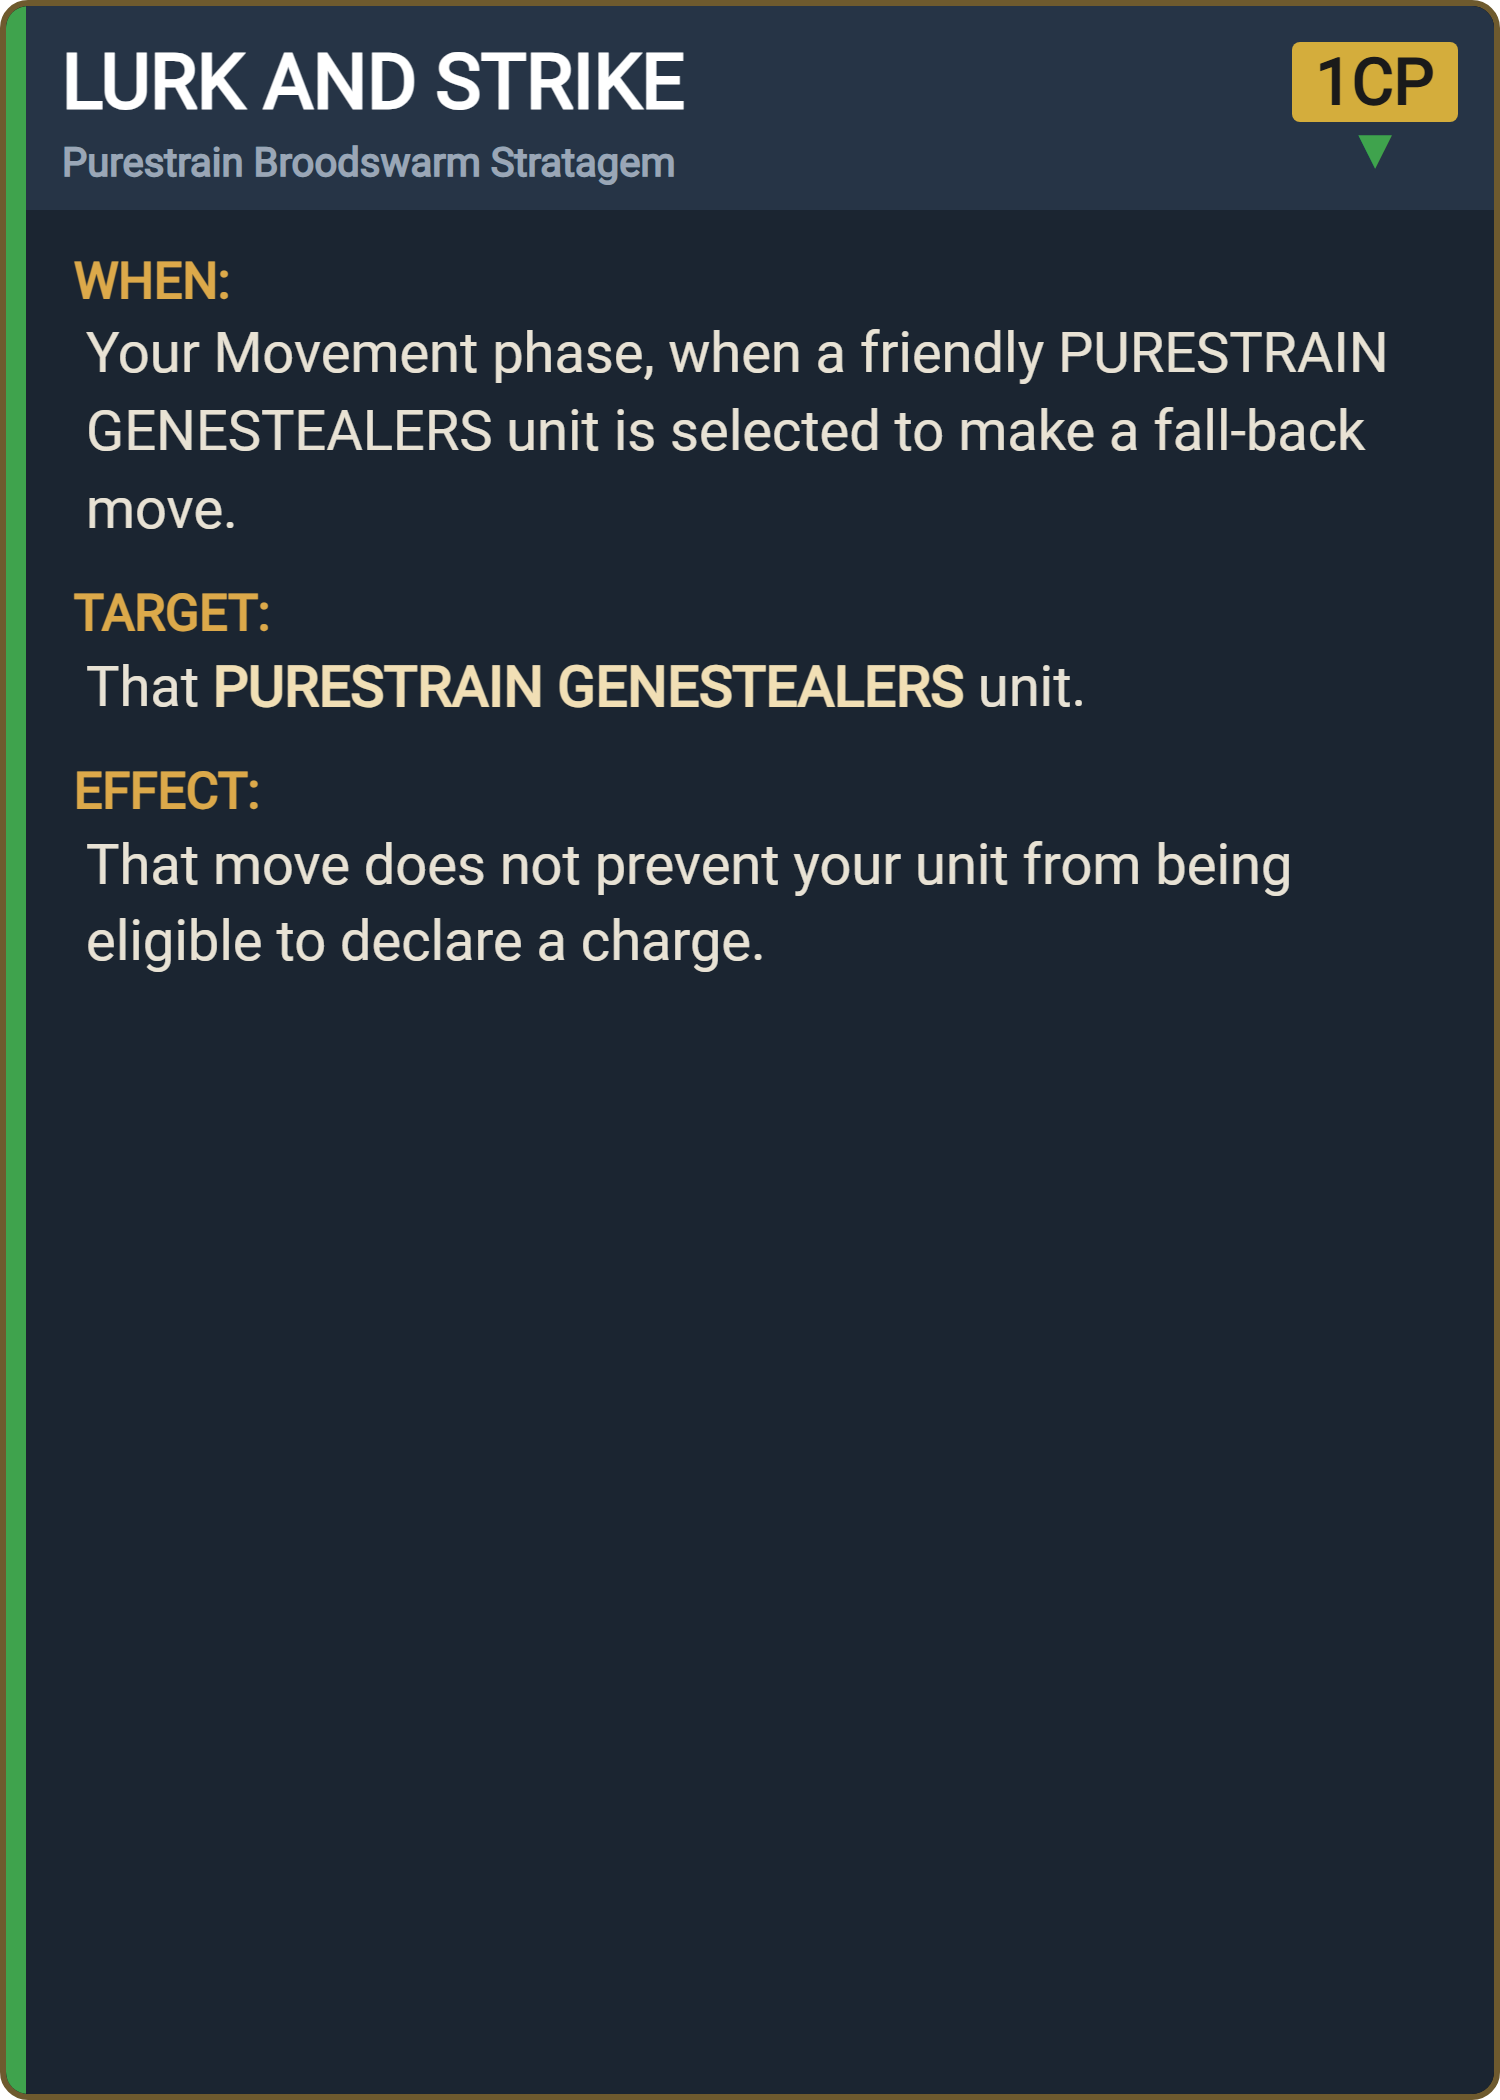 LURK AND STRIKE
1CP
Purestrain Broodswarm Stratagem
WHEN:
Your Movement phase, when a friendly PURESTRAIN
GENESTEALERS unit is selected to make a fall-back
move.
TARGET:
That PURESTRAIN GENESTEALERS unit.
EFFECT:
That move does not prevent your unit from being
eligible to declare a charge.